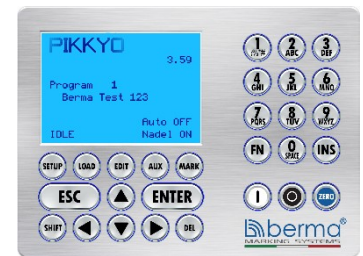 PIKKYO
3.59
Program 1
Berma Test 123
Auto OFF
IDLE Nadel ON
SETUP LOAD EDIT AUX MARK
ESC ENTER
SHIFT DEL
1
2 ABC
3 DEF
4 GHI
5 JKL
6 MNO
7 PQRS
8 TUV
9 WXYZ
FN
0 SPACE
INS
I
ZERO
berma®
MARKING SYSTEMS